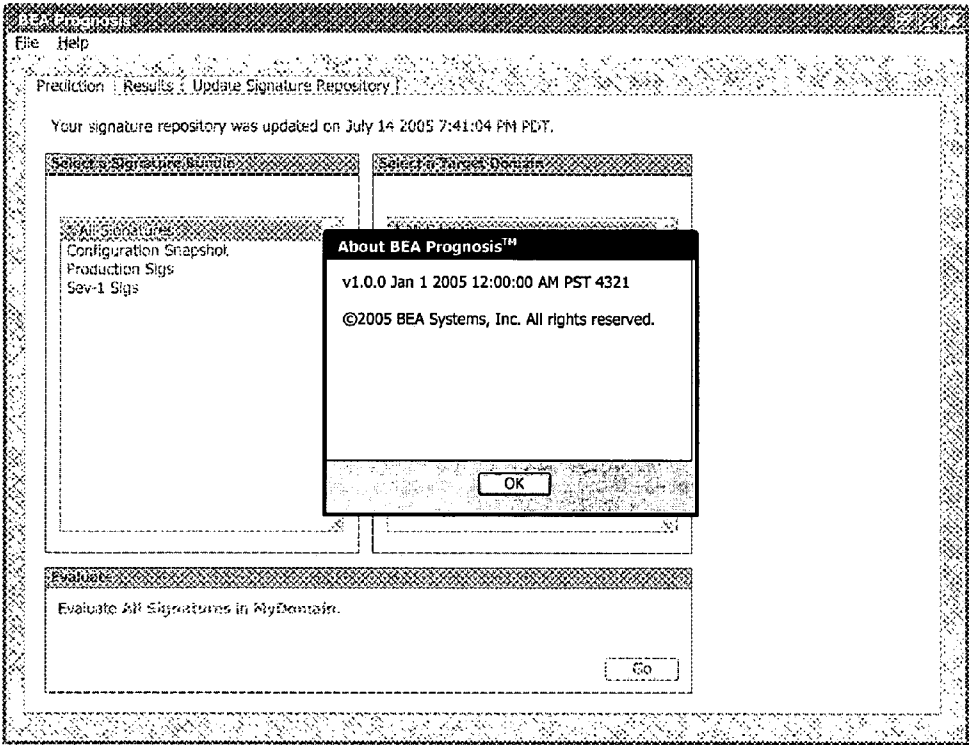 BEA Prognosis
File Help
Prediction Results Update Signature Repository
Your signature repository was updated on July 14 2005 7:41:04 PM PDT.
Select a Signature Bundle
Select a Target Domain
All Signatures
Configuration Snapshot
Production Sigs
Sev-1 Sigs
About BEA Prognosis™
v1.0.0 Jan 1 2005 12:00:00 AM PST 4321
©2005 BEA Systems, Inc. All rights reserved.
OK
Evaluate
Evaluate All Signatures in MyDomain.
Go